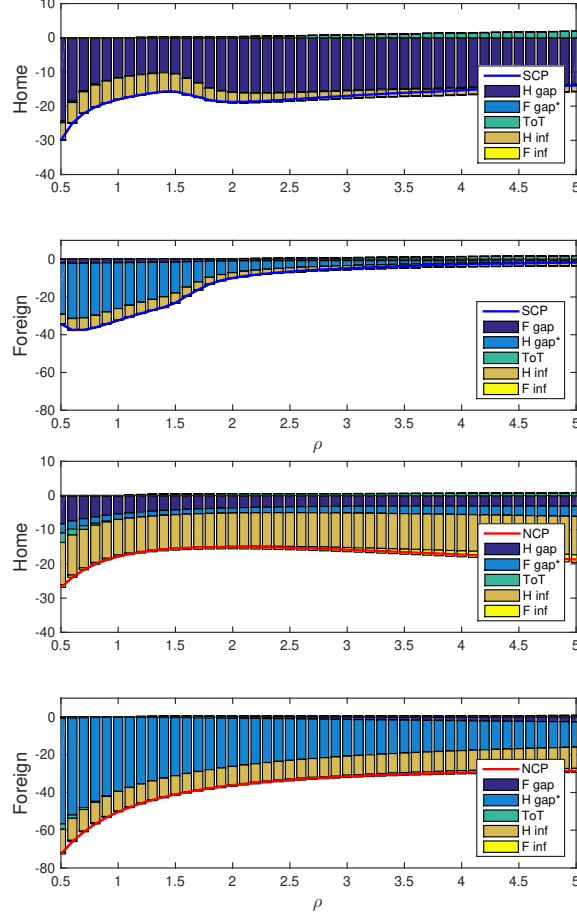 10
0
-10
-20
-30
-40
Home
0.5 1 1.5 2 2.5 3 3.5 4 4.5 5
SCP
H gap
F gap*
ToT
H inf
F inf
0
-20
-40
-60
-80
Foreign
0.5 1 1.5 2 2.5 3 3.5 4 4.5 5
ρ
SCP
F gap
H gap*
ToT
H inf
F inf
10
0
-10
-20
-30
-40
Home
0.5 1 1.5 2 2.5 3 3.5 4 4.5 5
NCP
H gap
F gap*
ToT
H inf
F inf
0
-20
-40
-60
-80
Foreign
0.5 1 1.5 2 2.5 3 3.5 4 4.5 5
ρ
NCP
F gap
H gap*
ToT
H inf
F inf